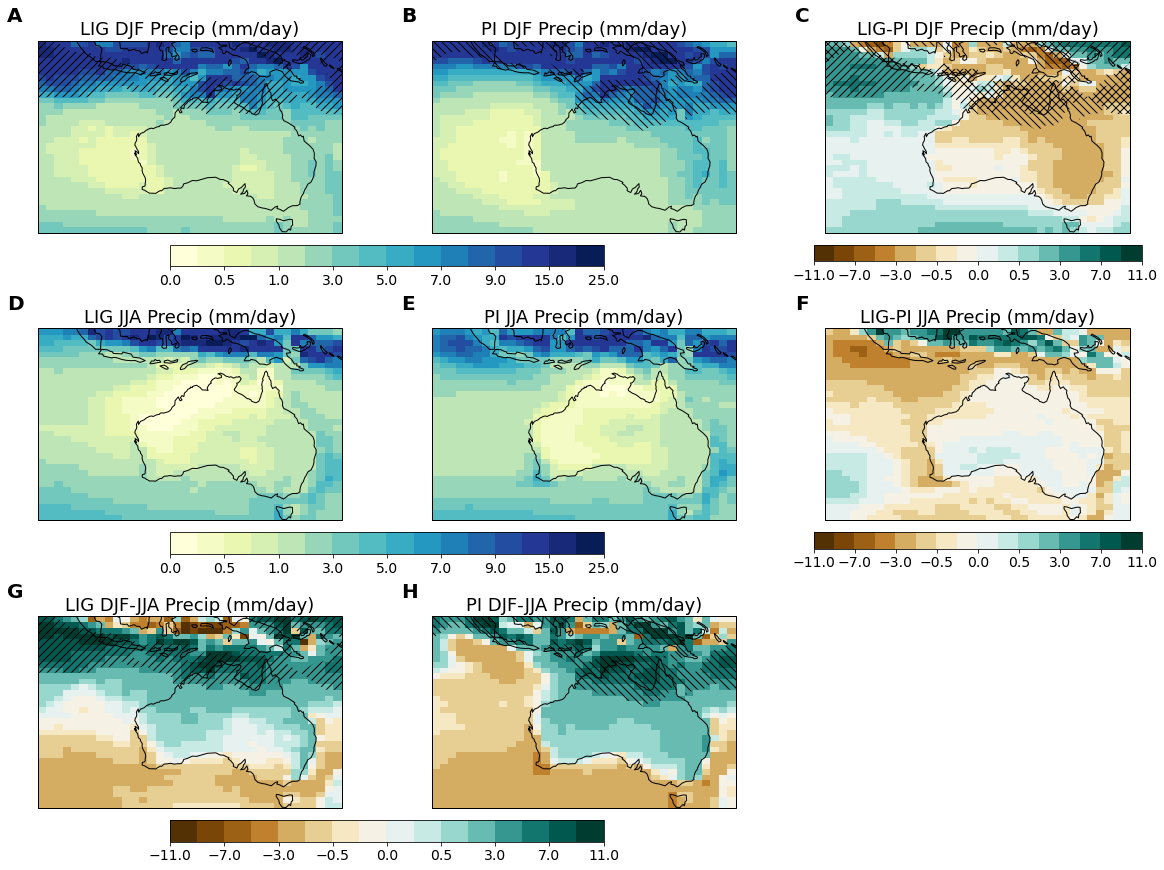 A
LIG DJF Precip (mm/day)
B
PI DJF Precip (mm/day)
C
LIG-PI DJF Precip (mm/day)
0.0 0.5 1.0 3.0 5.0 7.0 9.0 15.0 25.0
−11.0 −7.0 −3.0 −0.5 0.0 0.5 3.0 7.0 11.0
D
LIG JJA Precip (mm/day)
E
PI JJA Precip (mm/day)
F
LIG-PI JJA Precip (mm/day)
0.0 0.5 1.0 3.0 5.0 7.0 9.0 15.0 25.0
−11.0 −7.0 −3.0 −0.5 0.0 0.5 3.0 7.0 11.0
G
LIG DJF-JJA Precip (mm/day)
H
PI DJF-JJA Precip (mm/day)
−11.0 −7.0 −3.0 −0.5 0.0 0.5 3.0 7.0 11.0